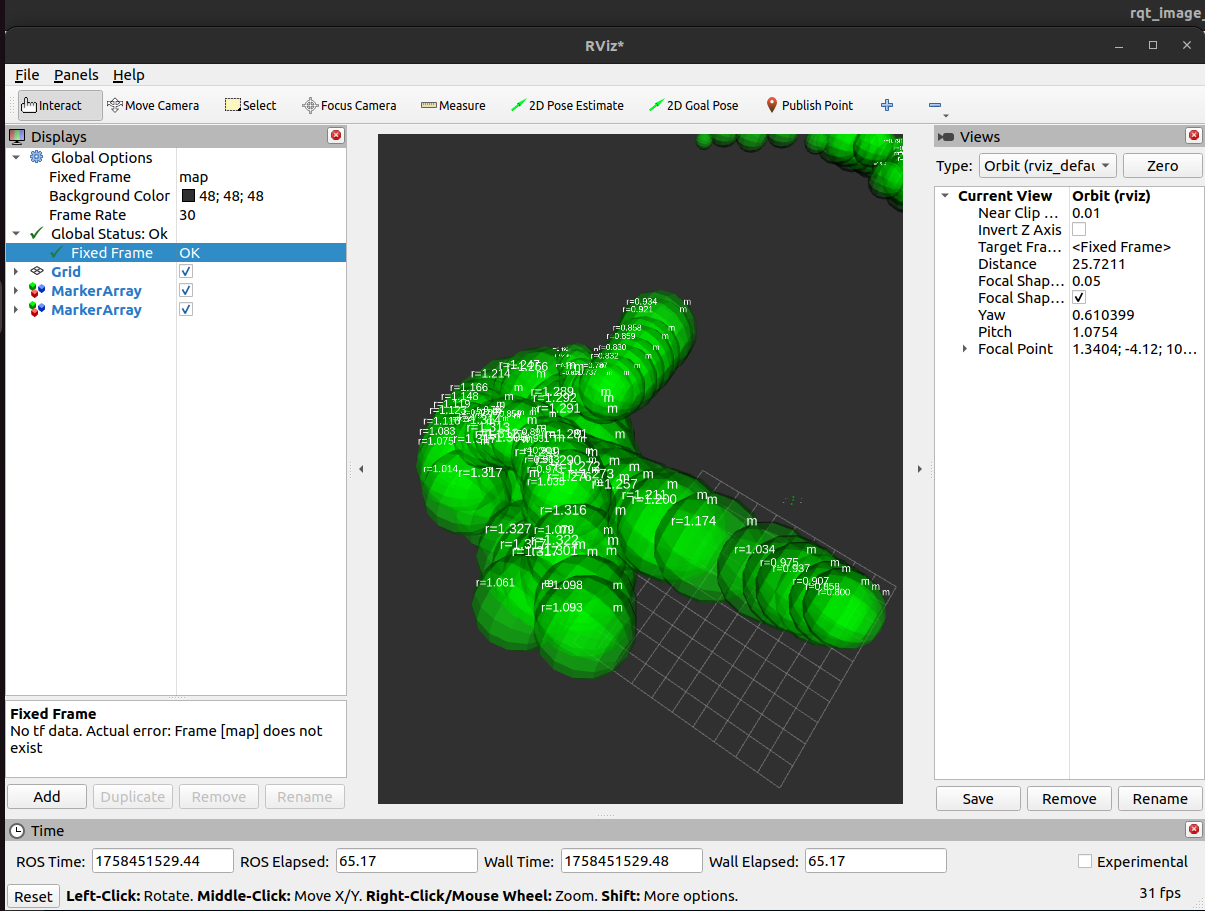 rqt_image_
RViz*
File Panels Help
Interact Move Camera Select Focus Camera Measure 2D Pose Estimate 2D Goal Pose Publish Point
Displays
Global Options
Fixed Frame map
Background Color 48; 48; 48
Frame Rate 30
Global Status: Ok
Fixed Frame OK
Grid
MarkerArray
MarkerArray
Fixed Frame
No tf data. Actual error: Frame [map] does not
exist
Add Duplicate Remove Rename
r=0.934 m
r=0.921 m
r=0.858 m
r=0.859 m
r=0.830 m
r=0.832 m
r=1.247
r=1.214 m
r=1.166 m
r=1.148 m
r=1.289 m
r=1.292 m
r=1.291 m
r=1.119
r=1.123
r=1.083
r=1.075
r=1.014
r=1.317
r=1.257 m
r=1.211 m
r=1.200 m
r=1.174 m
r=1.316 m
r=1.327
r=1.079 m
r=1.322 m
r=1.301 m
r=1.034 m
r=0.975 m
r=0.937 m
r=0.907 m
r=0.800 m
r=1.061 m
r=1.098 m
r=1.093 m
Views
Type: Orbit (rviz_defau Zero
Current View Orbit (rviz)
Near Clip ... 0.01
Invert Z Axis
Target Fra... <Fixed Frame>
Distance 25.7211
Focal Shap... 0.05
Focal Shap...
Yaw 0.610399
Pitch 1.0754
Focal Point 1.3404; -4.12; 10...
Save Remove Rename
Time
ROS Time: 1758451529.44 ROS Elapsed: 65.17 Wall Time: 1758451529.48 Wall Elapsed: 65.17 Experimental
Reset Left-Click: Rotate. Middle-Click: Move X/Y. Right-Click/Mouse Wheel: Zoom. Shift: More options. 31 fps